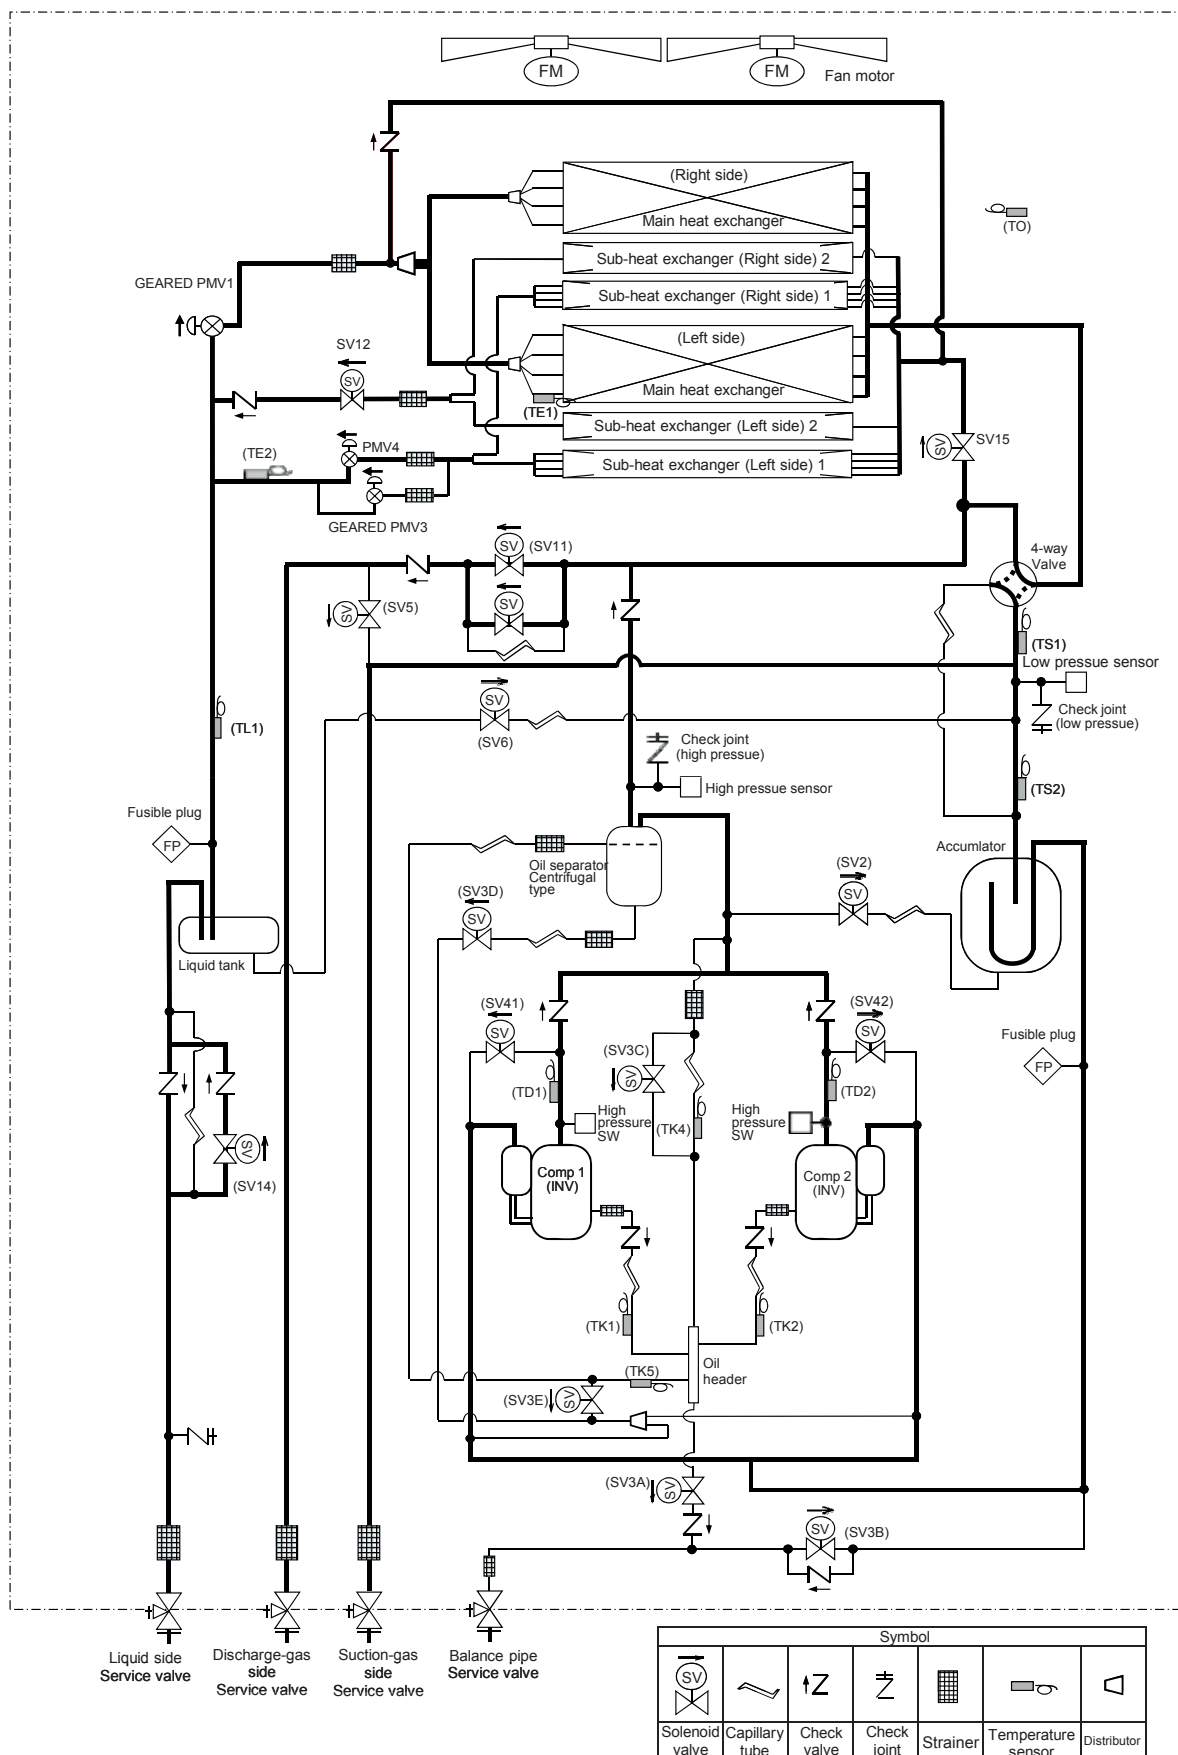 FM
FM
Fan motor
(Right side)
Main heat exchanger
(TO)
Sub-heat exchanger (Right side) 2
GEARED PMV1
Sub-heat exchanger (Right side) 1
SV12
SV
(Left side)
Main heat exchanger
(TE1)
Sub-heat exchanger (Left side) 2
SV15
SV
PMV4
(TE2)
Sub-heat exchanger (Left side) 1
GEARED PMV3
SV
(SV11)
4-way
Valve
SV
SV
(SV5)
(TS1)
Low pressue sensor
SV
(SV6)
Check joint
(low pressue)
(TL1)
Check joint
(high pressue)
High pressue sensor
(TS2)
Fusible plug
FP
Accumlator
Oil separator
Centrifugal
type
(SV2)
SV
(SV3D)
SV
Liquid tank
(SV41)
SV
(SV42)
SV
Fusible plug
FP
(SV3C)
SV
(TD1)
(TD2)
High
pressure
SW
(TK4)
High
pressure
SW
SV
(SV14)
Comp 1
(INV)
Comp 2
(INV)
(TK1)
(TK2)
Oil
header
(TK5)
(SV3E)
SV
(SV3A)
SV
SV
(SV3B)
Liquid side
Service valve
Discharge-gas
side
Service valve
Suction-gas
side
Service valve
Balance pipe
Service valve
Symbol
SV
Solenoid
valve
Capillary
tube
Check
valve
Check
joint
Strainer
Temperature
sensor
Distributor